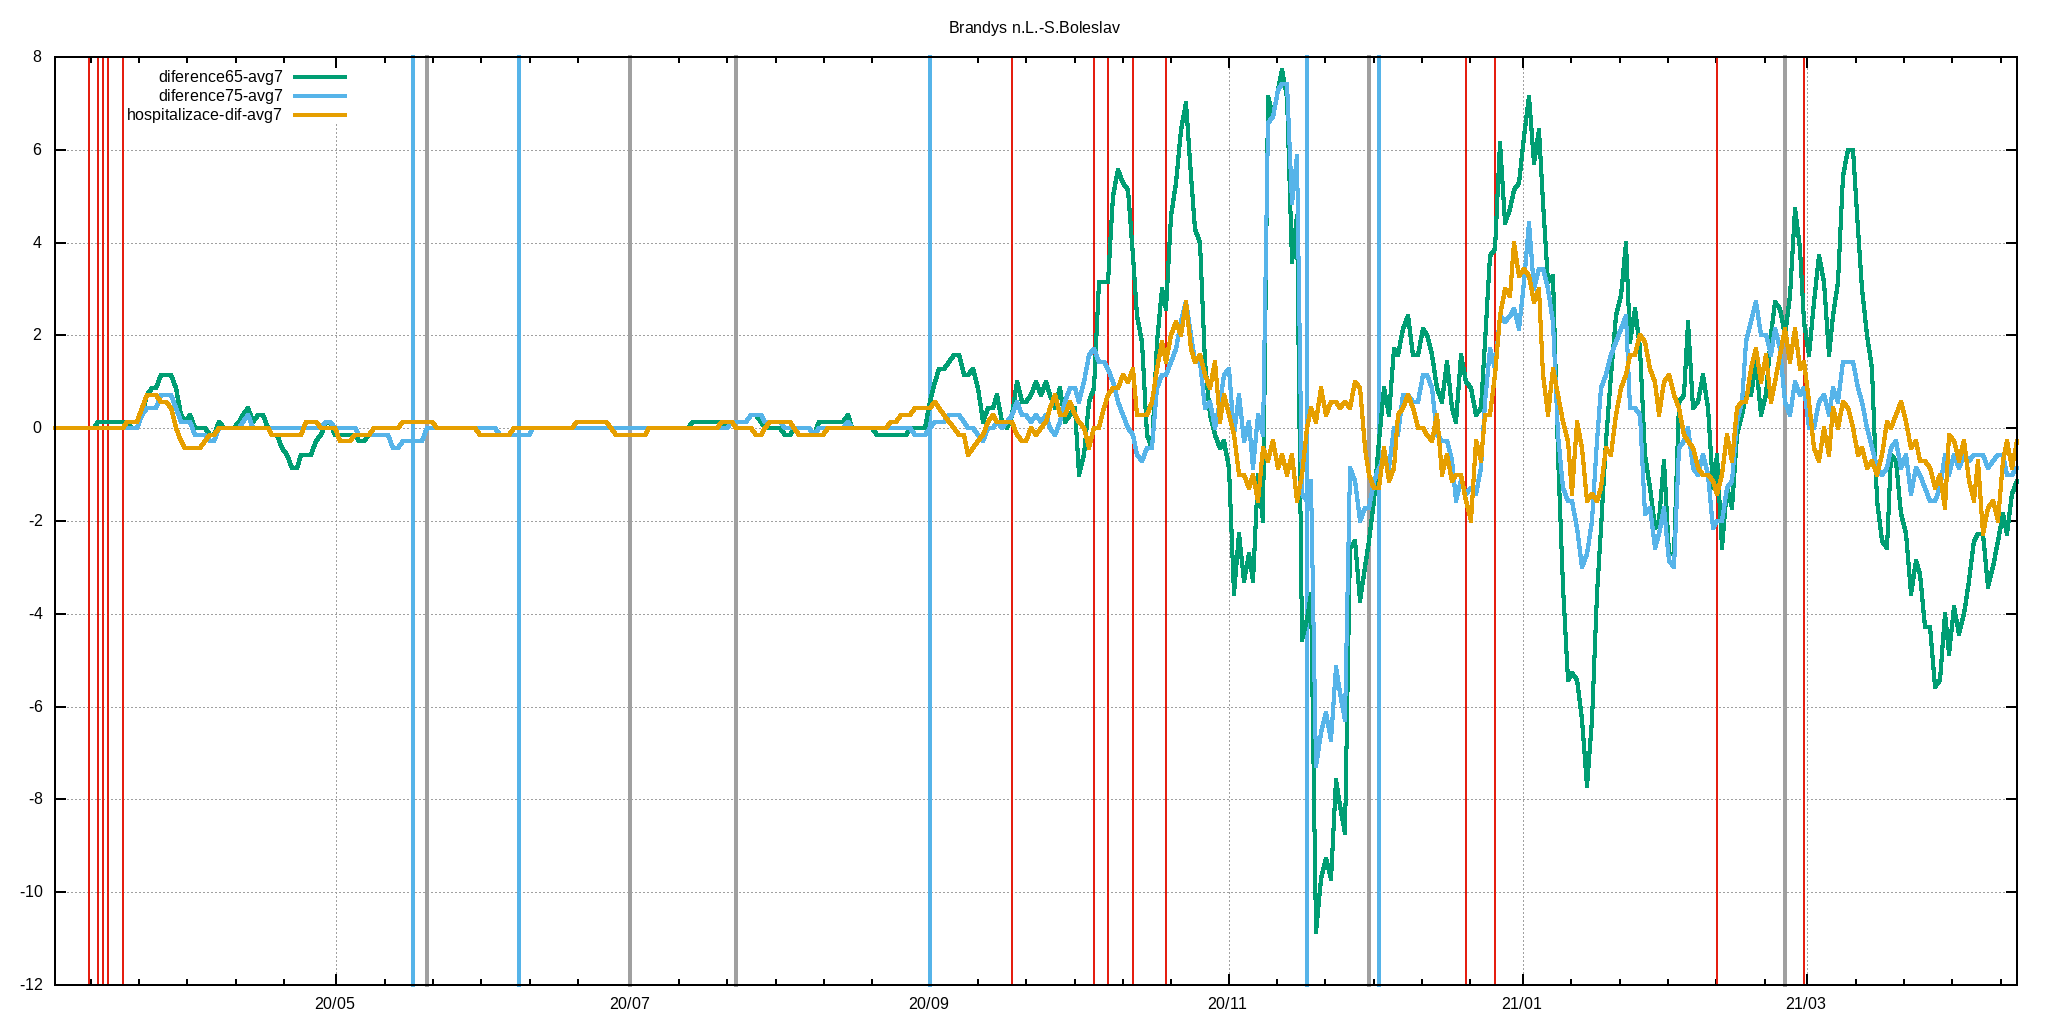 Brandys n.L.-S.Boleslav
diference65-avg7
diference75-avg7
hospitalizace-dif-avg7
8
6
4
2
0
-2
-4
-6
-8
-10
-12
20/05 20/07 20/09 20/11 21/01 21/03